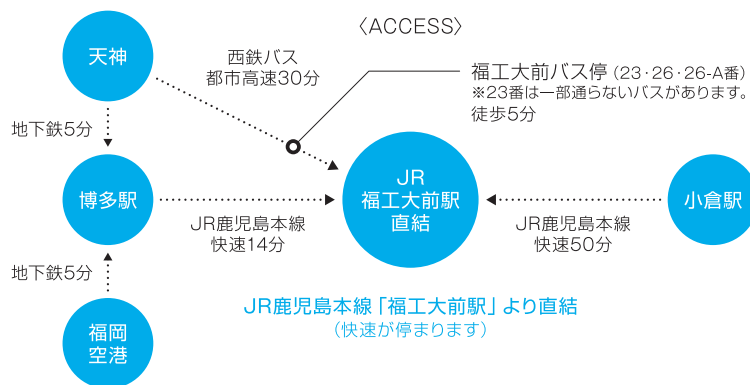 〈ACCESS〉
天神
西鉄バス
都市高速30分
福工大前バス停（23・26・26-A番）
※23番は一部通らないバスがあります。
徒歩5分
地下鉄5分
博多駅
JR鹿児島本線
快速14分
JR
福工大前駅
直結
JR鹿児島本線
快速50分
小倉駅
地下鉄5分
福岡
空港
JR鹿児島本線「福工大前駅」より直結
（快速が停まります）